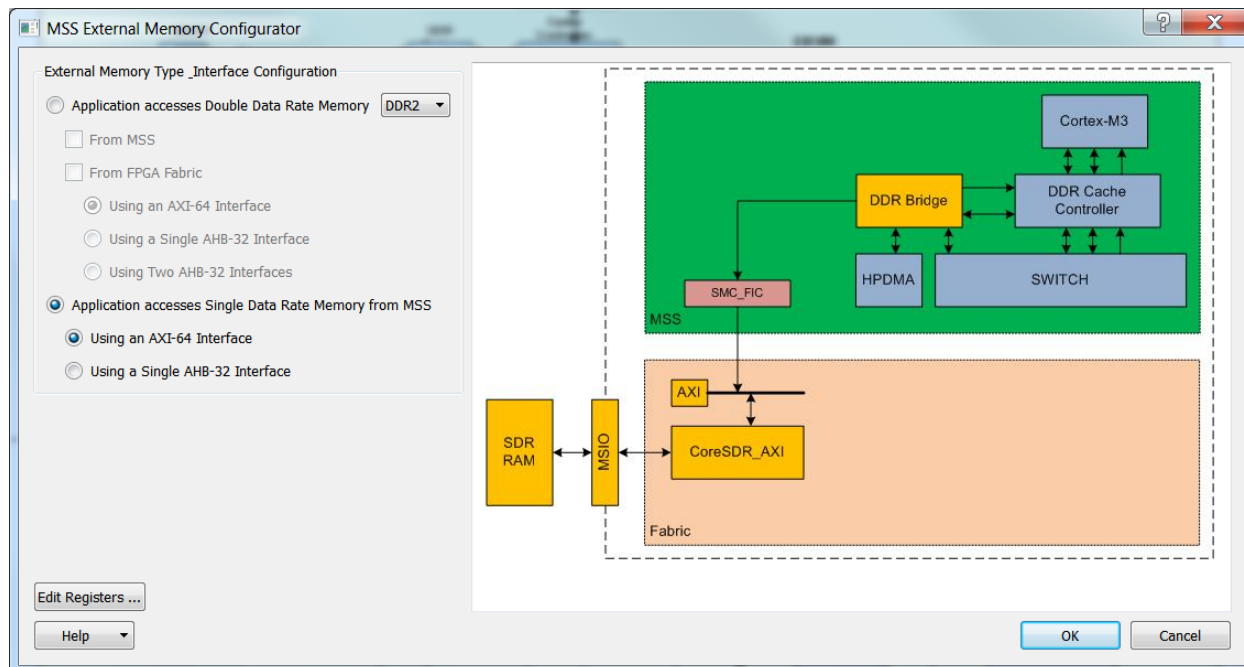 MSS External Memory Configurator
External Memory Type _Interface Configuration
Application accesses Double Data Rate Memory DDR2
From MSS
From FPGA Fabric
Using an AXI-64 Interface
Using a Single AHB-32 Interface
Using Two AHB-32 Interfaces
Application accesses Single Data Rate Memory from MSS
Using an AXI-64 Interface
Using a Single AHB-32 Interface
Edit Registers ...
Help
Cortex-M3
DDR Bridge
DDR Cache
Controller
HPDMA
SWITCH
SMC_FIC
MSS
AXI
SDR
RAM
MSIO
CoreSDR_AXI
Fabric
OK
Cancel